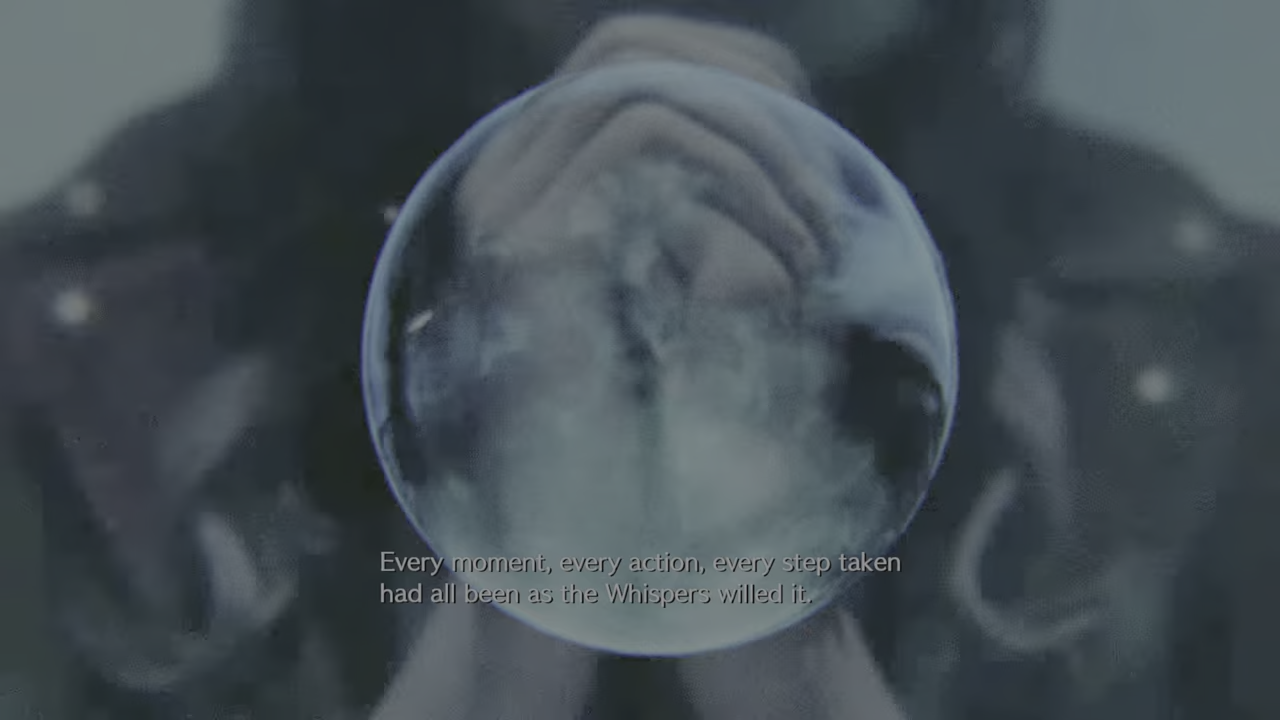 Every moment, every action, every step taken
had all been as the Whispers willed it.